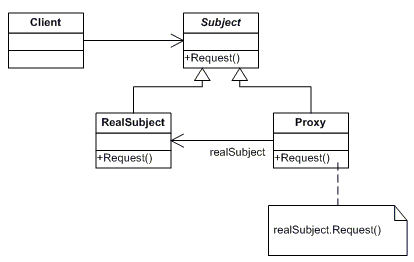 Client
Subject
+Request()
RealSubject
+Request()
realSubject
Proxy
+Request()
realSubject.Request()